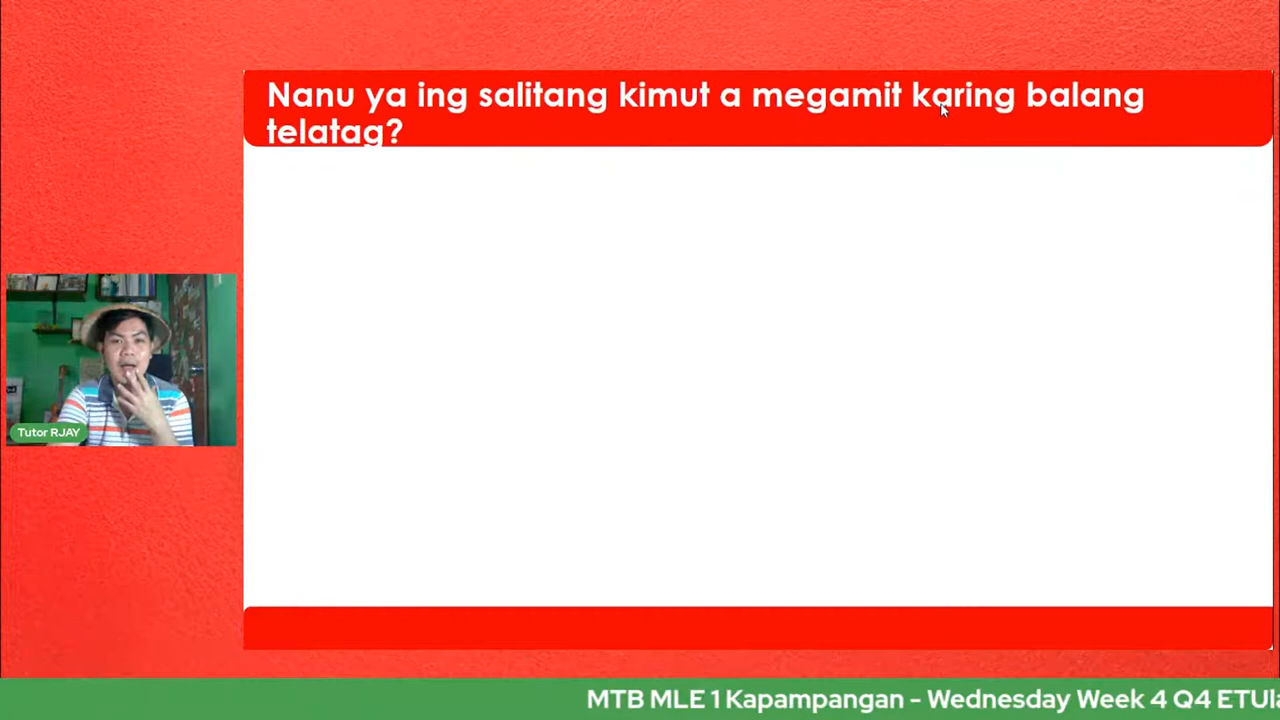 Nanu ya ing salitang kimut a megamit karing balang
telatag?
Tutor RJAY
MTB MLE 1 Kapampangan - Wednesday Week 4 Q4 ETUla